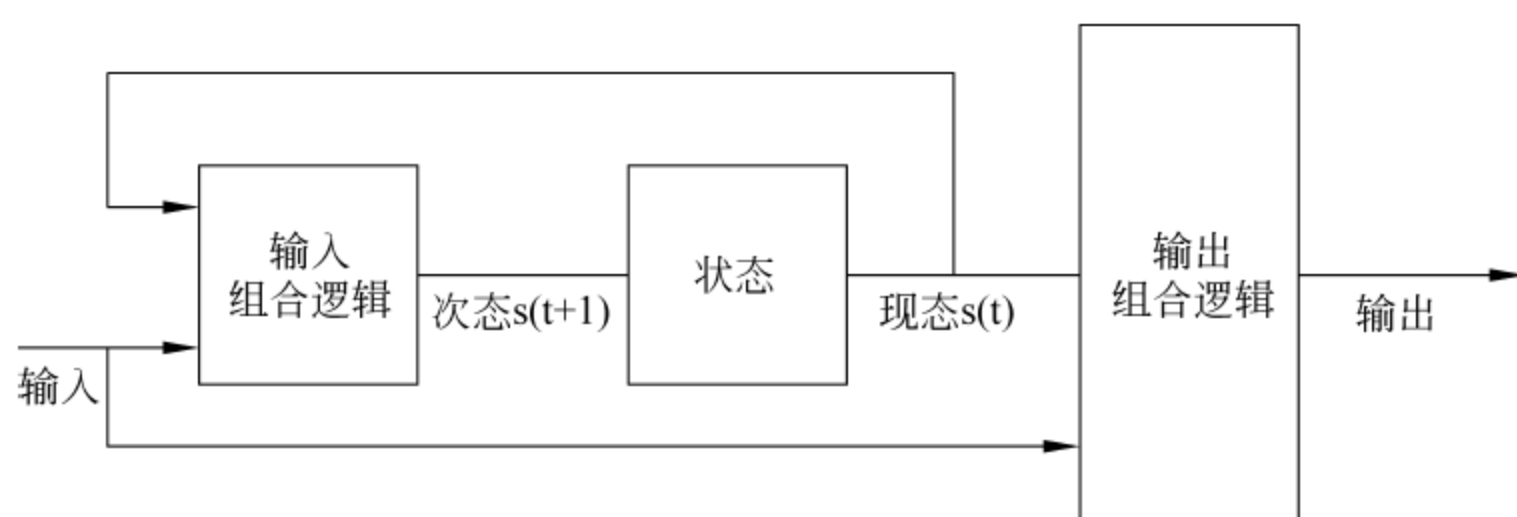 输入
组合逻辑
次态s(t+1)
状态
现态s(t)
输出
组合逻辑
输出
输入